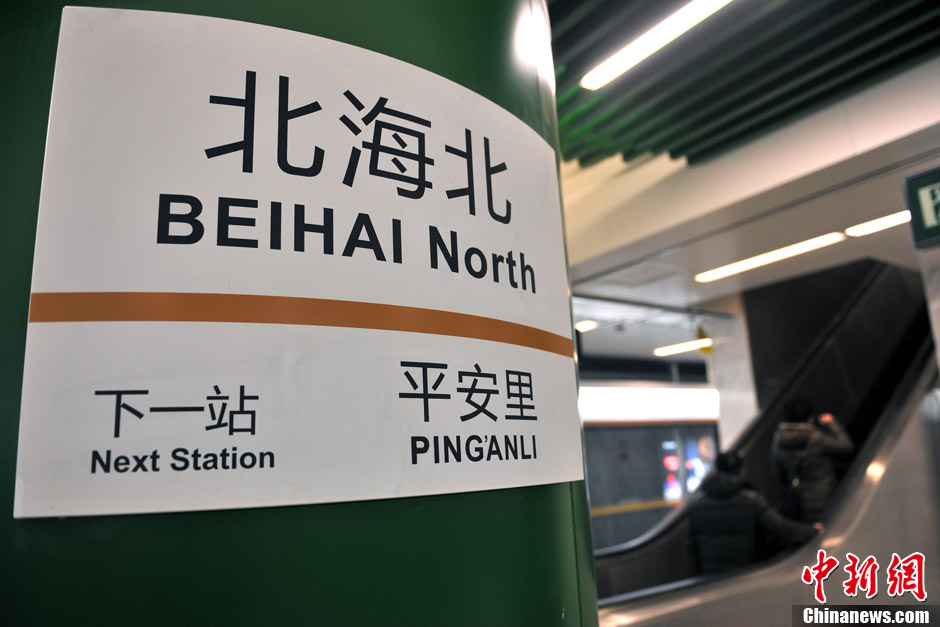 北海北
BEIHAI North
下一站
Next Station
平安里
PING'ANLI
中新网
Chinanews.com